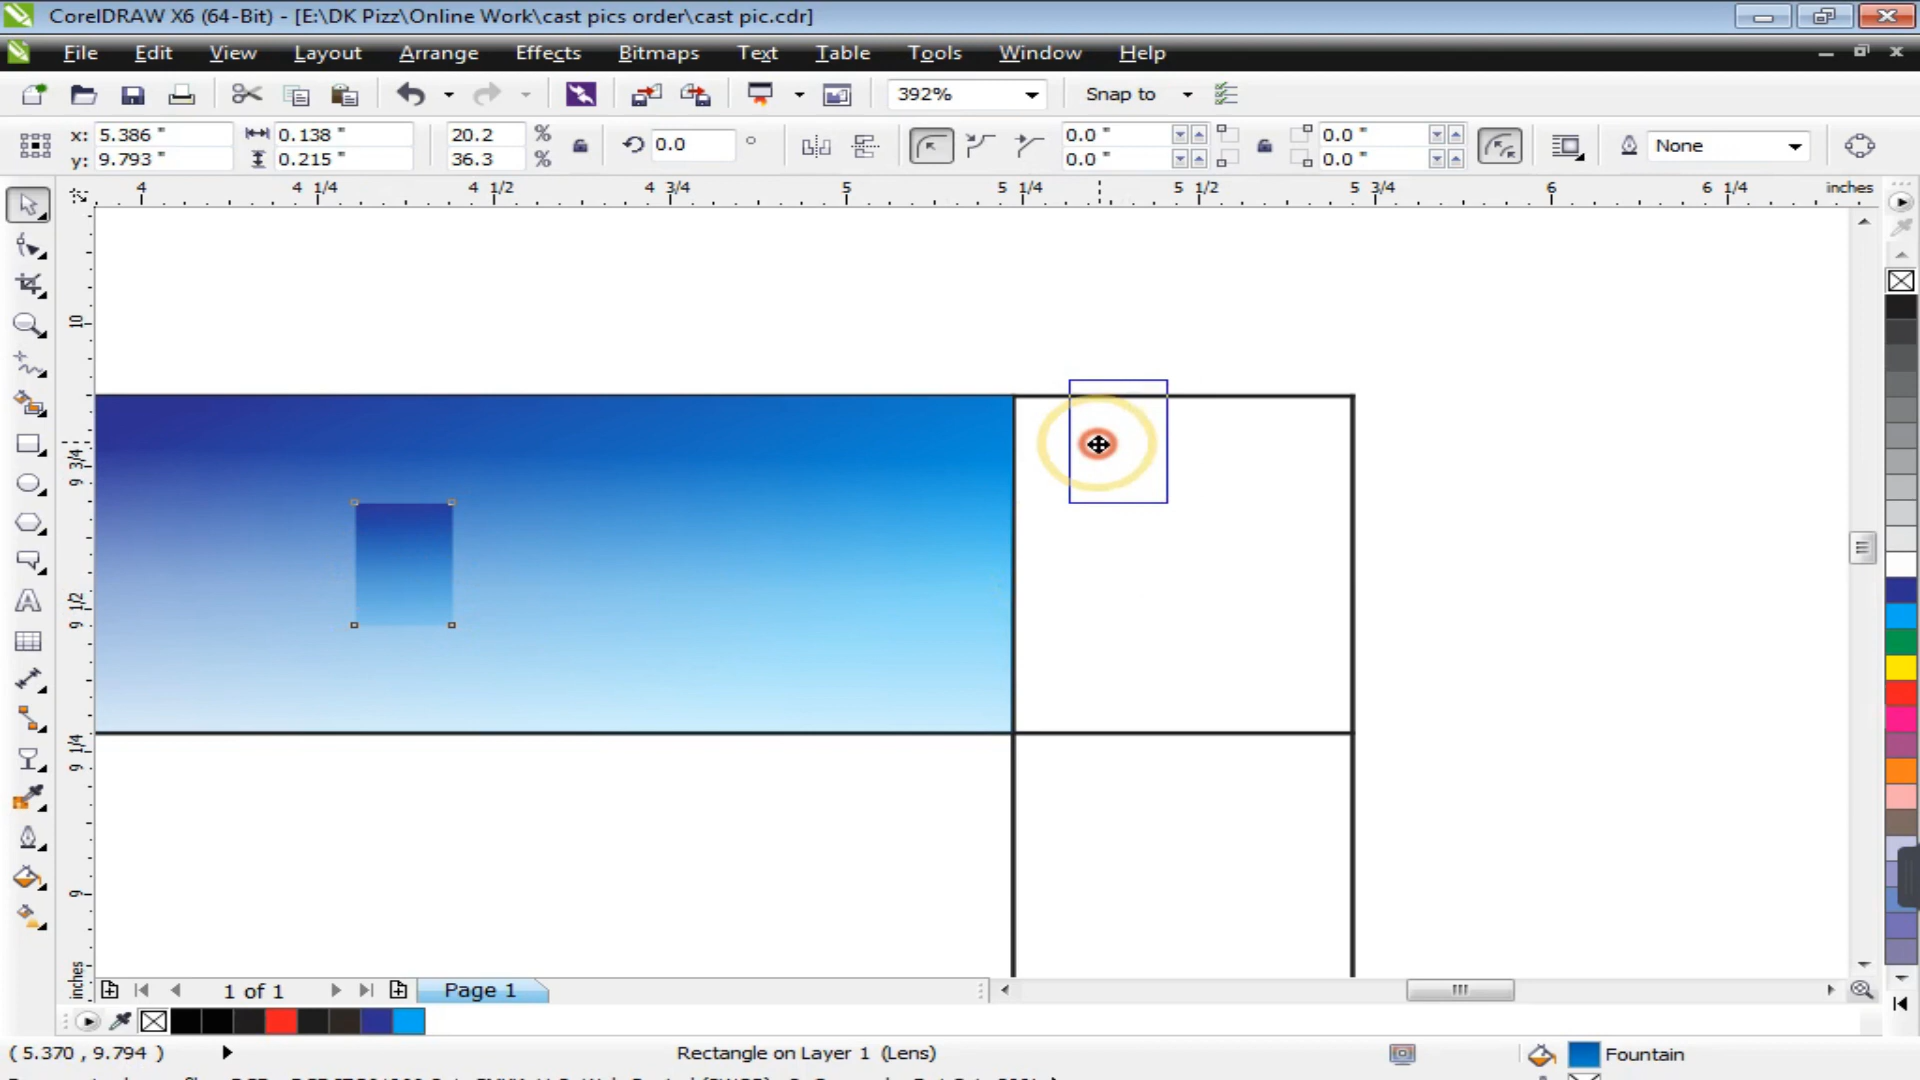 CorelDRAW X6 (64-Bit) - [E:\DK Pizz\Online Work\cast pics order\cast pic.cdr]
File Edit View Layout Arrange Effects Bitmaps Text Table Tools Window Help
392% Snap to
x: 5.386 " 0.138 " 20.2 % 0.0 ° 0.0 " 0.0 " None
y: 9.793 " 0.215 " 36.3 % 0.0 " 0.0 "
4 4 1/4 4 1/2 4 3/4 5 5 1/4 5 1/2 5 3/4 6 6 1/4 inches
10
9 3/4
9 1/2
9 1/4
9
inches
1 of 1 Page 1
( 5.370 , 9.794 ) Rectangle on Layer 1 (Lens) Fountain